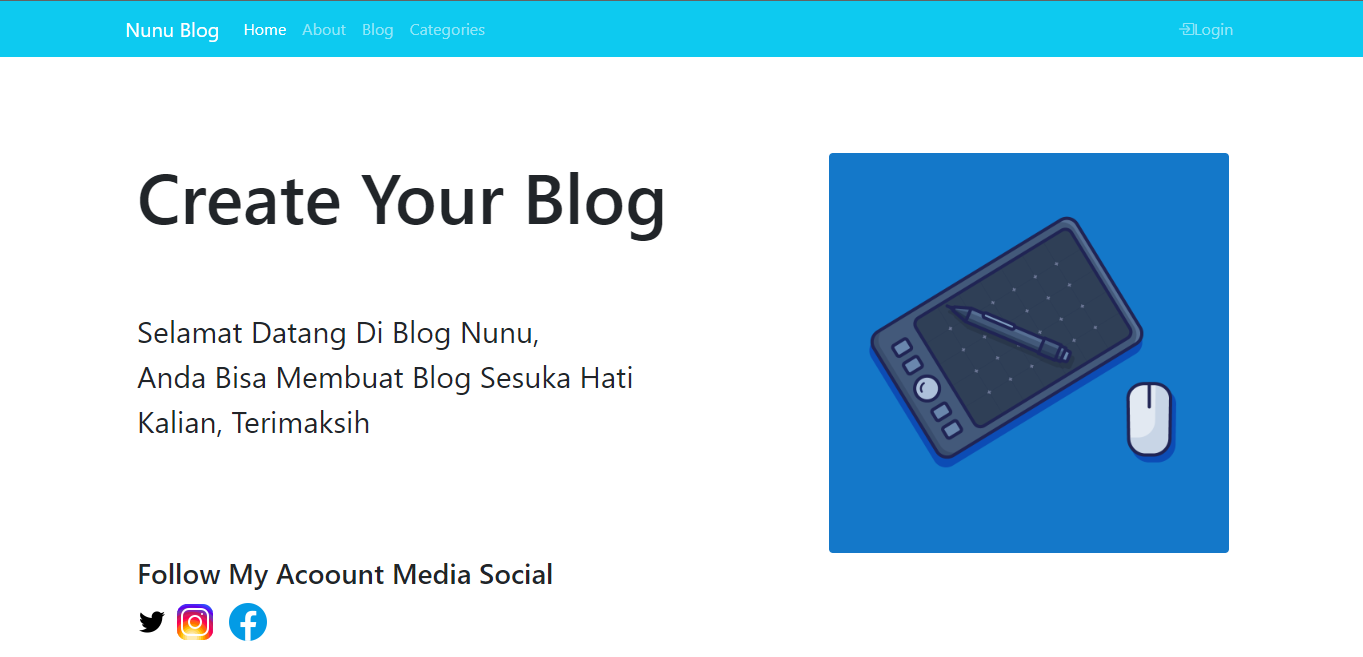 Nunu Blog Home About Blog Categories Login
Create Your Blog
Selamat Datang Di Blog Nunu,
Anda Bisa Membuat Blog Sesuka Hati
Kalian, Terimaksih
Follow My Acoount Media Social